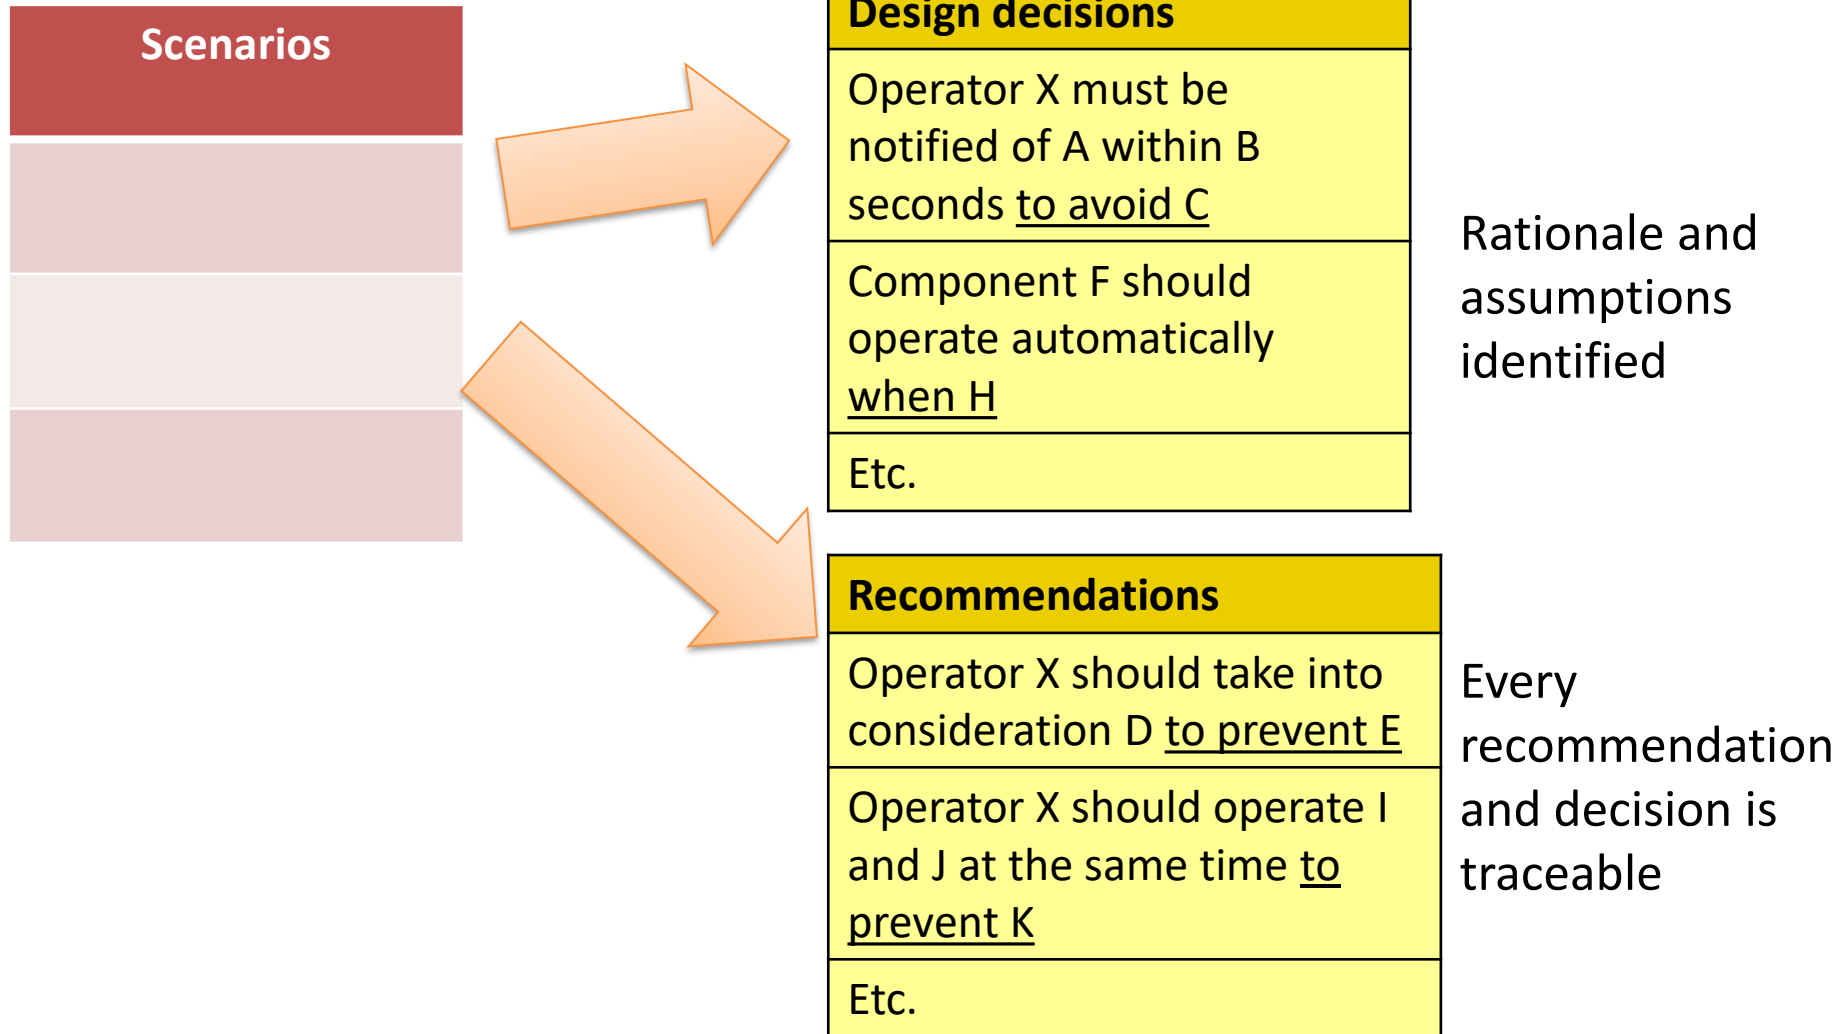 Scenarios
Design decisions
Operator X must be
notified of A within B
seconds to avoid C
Component F should
operate automatically
when H
Etc.
Rationale and
assumptions
identified
Recommendations
Operator X should take into
consideration D to prevent E
Operator X should operate I
and J at the same time to
prevent K
Etc.
Every
recommendation
and decision is
traceable